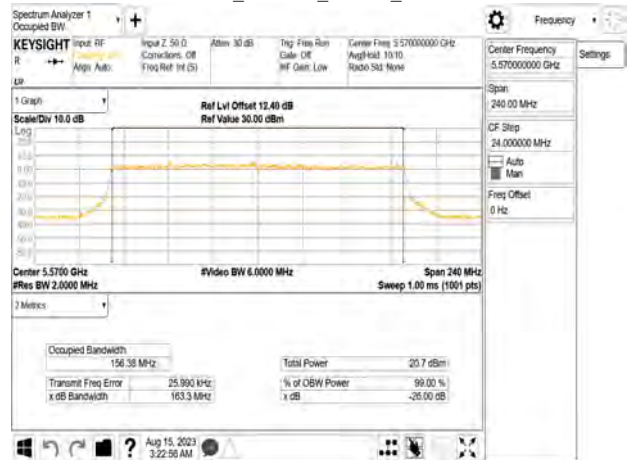 Spectrum Analyzer 1
Occupied BW
Frequency
KEYSIGHT
R
Input: RF
Align: Auto
Input Z: 50 Ω
Corrections: Off
Freq Ref: Int (S)
Atten: 30 dB
Trig: Free Run
Gate: Off
#IF Gain: Low
Center Freq: 5.570000000 GHz
Avg|Hold: 10/10
Radio Std: None
Center Frequency
5.570000000 GHz
Settings
Span
240.00 MHz
CF Step
24.000000 MHz
Auto
Man
Freq Offset
0 Hz
1 Graph
Scale/Div 10.0 dB
Ref Lvl Offset 12.40 dB
Ref Value 30.00 dBm
Log
Center 5.5700 GHz
#Res BW 2.0000 MHz
#Video BW 6.0000 MHz
Span 240 MHz
Sweep 1.00 ms (1001 pts)
2 Metrics
Occupied Bandwidth
156.38 MHz
Total Power
20.7 dBm
Transmit Freq Error
25.990 kHz
% of OBW Power
99.00 %
x dB Bandwidth
163.3 MHz
x dB
-26.00 dB
?
Aug 15, 2023
3:22:56 AM